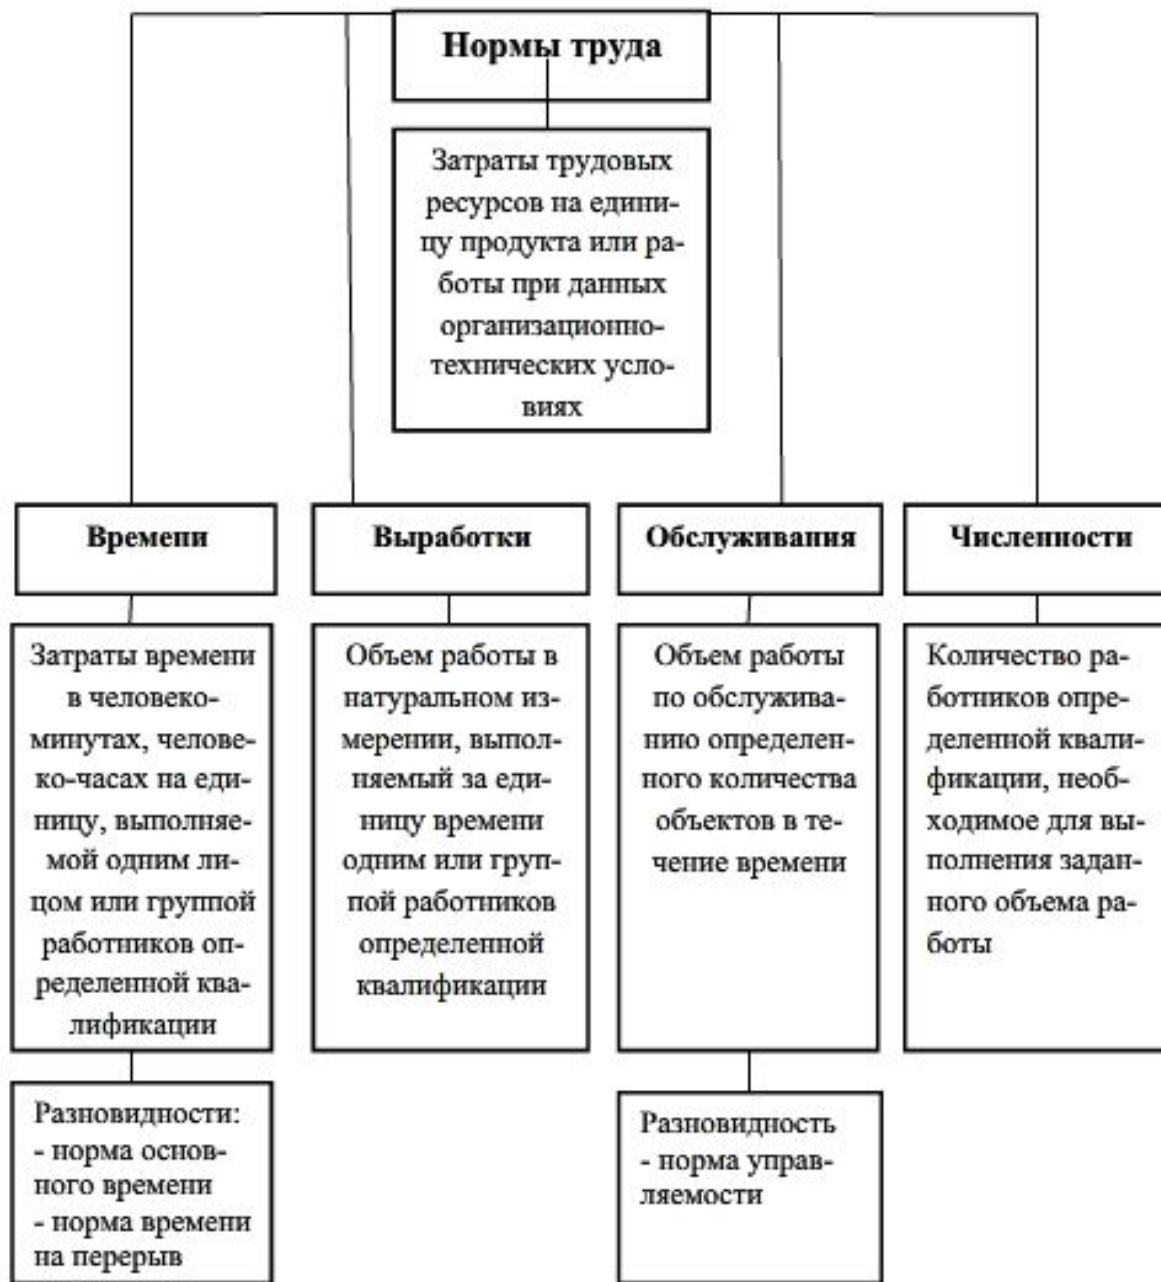 Нормы труда
Затраты трудовых
ресурсов на едини-
цу продукта или ра-
боты при данных
организационно-
технических усло-
виях
Времени
Затраты времени
в человеко-
минутах, челове-
ко-часах на еди-
ницу, выполняе-
мой одним ли-
цом или группой
работников оп-
ределенной ква-
лификации
Разновидности:
- норма основ-
ного времени
- норма времени
на перерыв
Выработки
Объем работы в
натуральном из-
мерении, выпол-
няемый за еди-
ницу времени
одним или груп-
пой работников
определенной
квалификации
Обслуживания
Объем работы
по обслужива-
нию определен-
ного количества
объектов в те-
чение времени
Разновидность
- норма управ-
ляемости
Численности
Количество ра-
ботников опре-
деленной квали-
фикации, необ-
ходимое для вы-
полнения задан-
ного объема ра-
боты